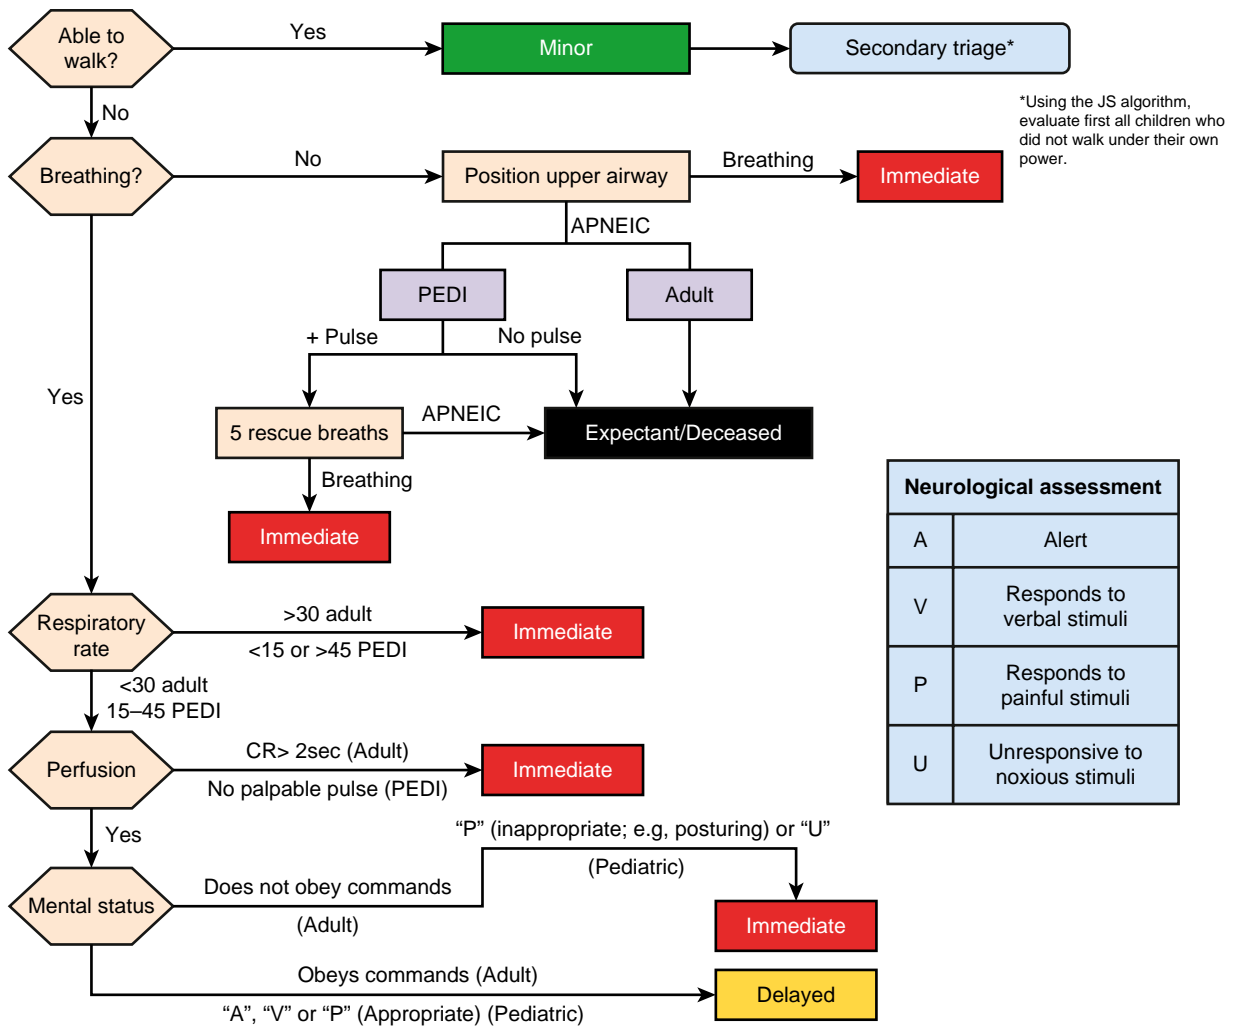 Able to
walk?
Yes
Minor
Secondary triage*
*Using the JS algorithm,
evaluate first all children who
did not walk under their own
power.
No
Breathing?
No
Position upper airway
Breathing
Immediate
APNEIC
PEDI
Adult
+ Pulse
No pulse
Yes
5 rescue breaths
APNEIC
Expectant/Deceased
Breathing
Immediate
Neurological assessment
A
Alert
V
Responds to
verbal stimuli
P
Responds to
painful stimuli
U
Unresponsive to
noxious stimuli
Respiratory
rate
>30 adult
<15 or >45 PEDI
Immediate
<30 adult
15–45 PEDI
Perfusion
CR> 2sec (Adult)
No palpable pulse (PEDI)
Immediate
Yes
“P” (inappropriate; e.g, posturing) or “U”
(Pediatric)
Mental status
Does not obey commands
(Adult)
Immediate
Obeys commands (Adult)
“A”, “V” or “P” (Appropriate) (Pediatric)
Delayed